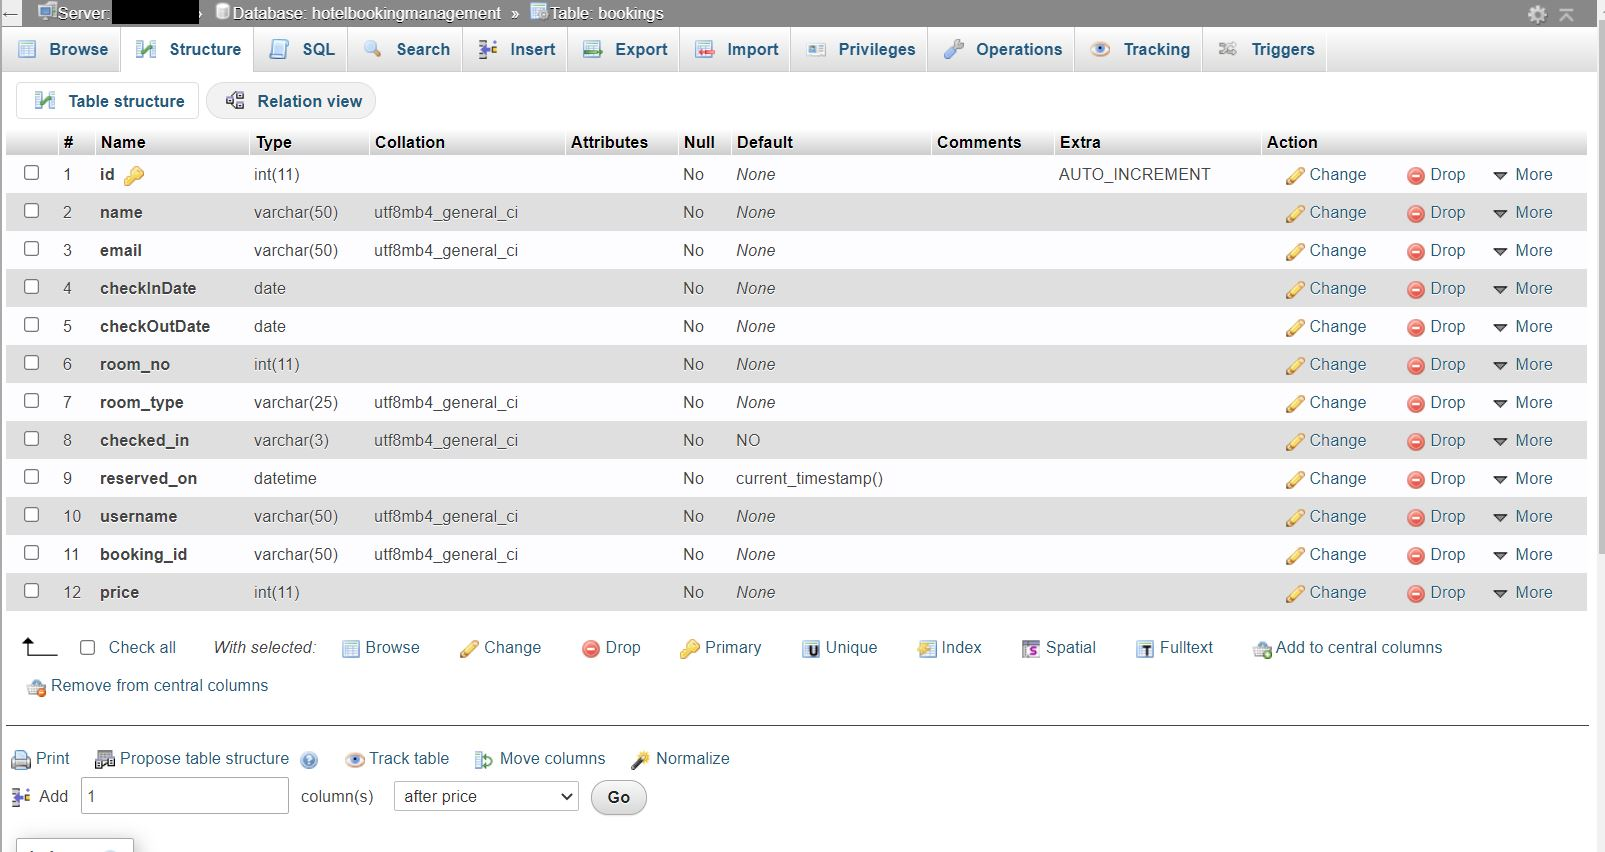 Server: Database: hotelbookingmanagement » Table: bookings
Browse Structure SQL Search Insert Export Import Privileges Operations Tracking Triggers
Table structure Relation view
# Name Type Collation Attributes Null Default Comments Extra Action
1 id int(11) No None AUTO_INCREMENT Change Drop More
2 name varchar(50) utf8mb4_general_ci No None Change Drop More
3 email varchar(50) utf8mb4_general_ci No None Change Drop More
4 checkInDate date No None Change Drop More
5 checkOutDate date No None Change Drop More
6 room_no int(11) No None Change Drop More
7 room_type varchar(25) utf8mb4_general_ci No None Change Drop More
8 checked_in varchar(3) utf8mb4_general_ci No NO Change Drop More
9 reserved_on datetime No current_timestamp() Change Drop More
10 username varchar(50) utf8mb4_general_ci No None Change Drop More
11 booking_id varchar(50) utf8mb4_general_ci No None Change Drop More
12 price int(11) No None Change Drop More
Check all With selected: Browse Change Drop Primary Unique Index Spatial Fulltext Add to central columns
Remove from central columns
Print Propose table structure Track table Move columns Normalize
Add 1 column(s) after price Go